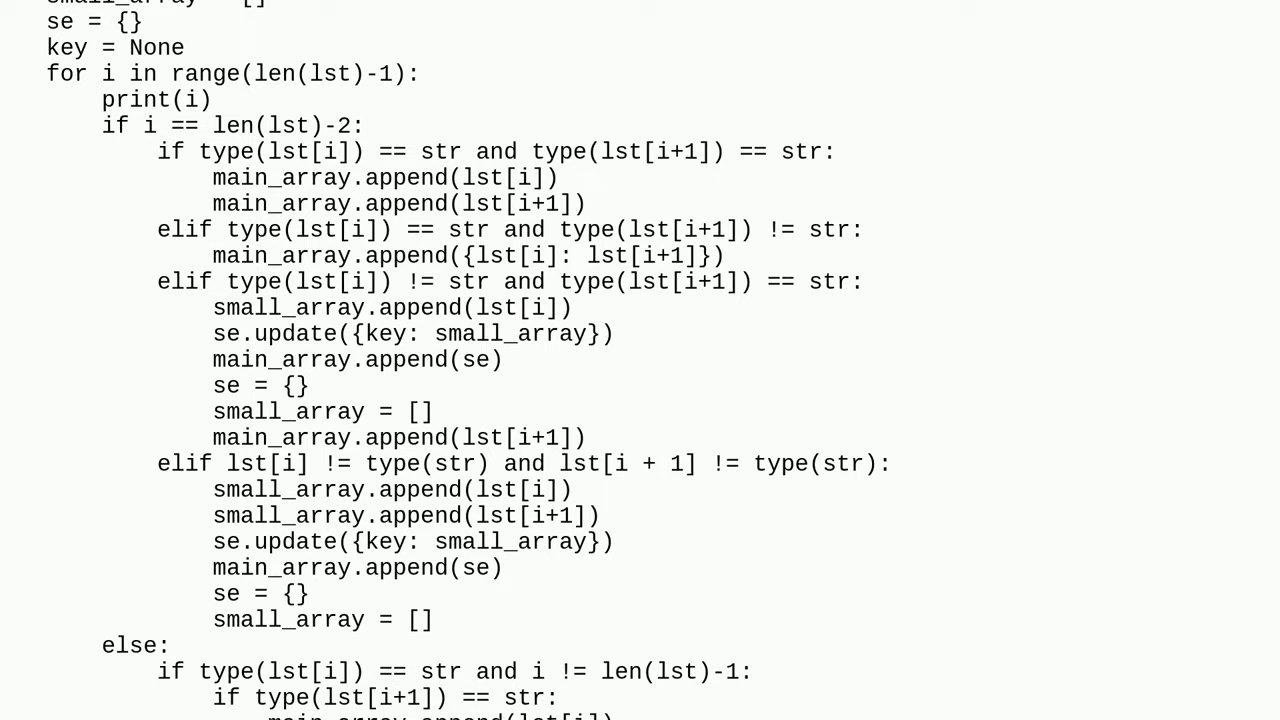 small_array = []
se = {}
key = None
for i in range(len(lst)-1):
    print(i)
    if i == len(lst)-2:
        if type(lst[i]) == str and type(lst[i+1]) == str:
            main_array.append(lst[i])
            main_array.append(lst[i+1])
        elif type(lst[i]) == str and type(lst[i+1]) != str:
            main_array.append({lst[i]: lst[i+1]})
        elif type(lst[i]) != str and type(lst[i+1]) == str:
            small_array.append(lst[i])
            se.update({key: small_array})
            main_array.append(se)
            se = {}
            small_array = []
            main_array.append(lst[i+1])
        elif lst[i] != type(str) and lst[i + 1] != type(str):
            small_array.append(lst[i])
            small_array.append(lst[i+1])
            se.update({key: small_array})
            main_array.append(se)
            se = {}
            small_array = []
    else:
        if type(lst[i]) == str and i != len(lst)-1:
            if type(lst[i+1]) == str:
                main_array.append(lst[i])